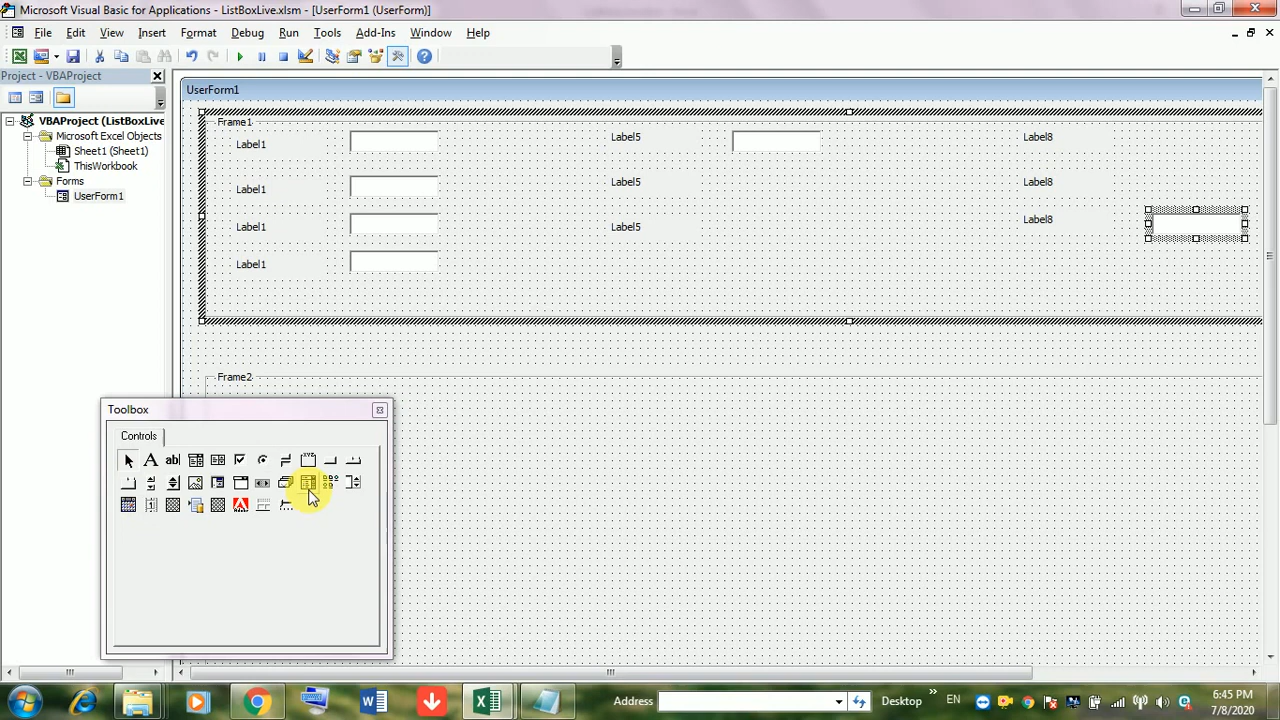 Microsoft Visual Basic for Applications - ListBoxLive.xlsm - [UserForm1 (UserForm)]
File Edit View Insert Format Debug Run Tools Add-Ins Window Help
Project - VBAProject
VBAProject (ListBoxLive
Microsoft Excel Objects
Sheet1 (Sheet1)
ThisWorkbook
Forms
UserForm1
UserForm1
Frame1
Label1 Label5 Label8
Label1 Label5 Label8
Label1 Label5 Label8
Label1
Frame2
Toolbox
Controls
A ab
XYZ
Address Desktop » EN
6:45 PM
7/8/2020